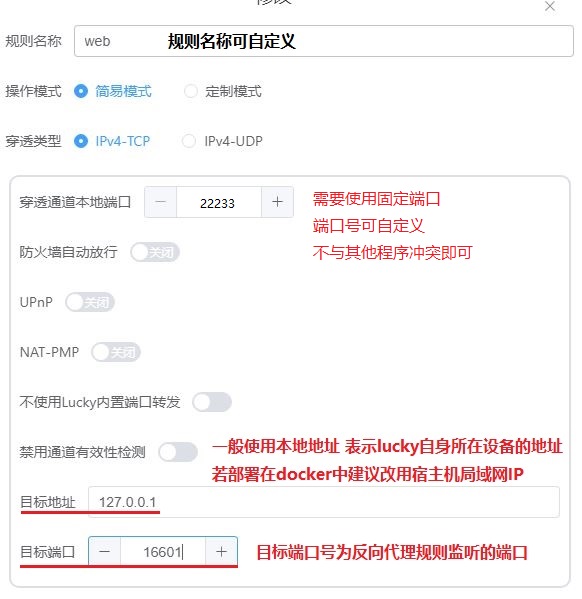 修改
规则名称 web 规则名称可自定义
操作模式 简易模式 定制模式
穿透类型 IPv4-TCP IPv4-UDP
穿透通道本地端口 22233 需要使用固定端口
端口号可自定义
防火墙自动放行 关闭 不与其他程序冲突即可
UPnP 关闭
NAT-PMP 关闭
不使用Lucky内置端口转发
禁用通道有效性检测 一般使用本地地址 表示lucky自身所在设备的地址
若部署在docker中建议改用宿主机局域网IP
目标地址 127.0.0.1
目标端口 16601 目标端口号为反向代理规则监听的端口